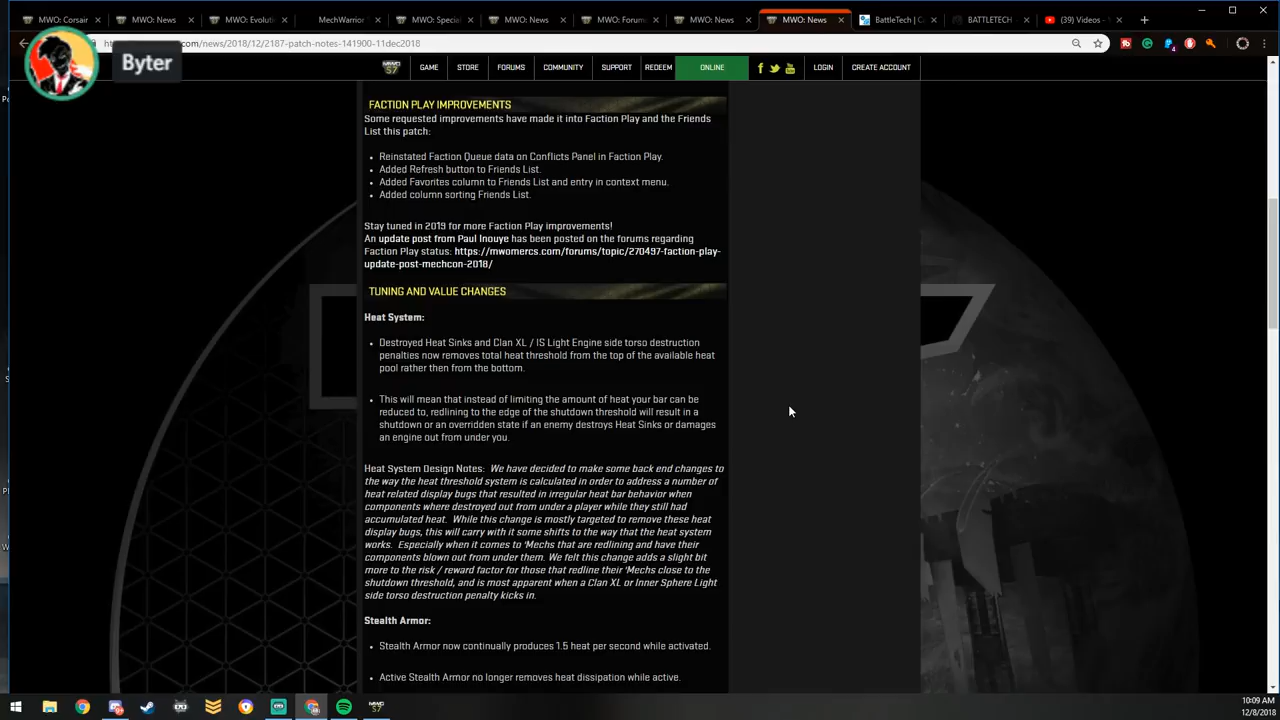 MWO: Corsair
MWO: News
MWO: Evoluti
MechWarrior
MWO: Speci
MWO: News
MWO: Forum
MWO: News
MWO: News
BattleTech | C
BATTLETECH
(39) Videos -
com/news/2018/12/2187-patch-notes-141900-11dec2018
Byter
GAME
STORE
FORUMS
COMMUNITY
SUPPORT
REDEEM
ONLINE
LOGIN
CREATE ACCOUNT
FACTION PLAY IMPROVEMENTS
Some requested improvements have made it into Faction Play and the Friends
List this patch:
• Reinstated Faction Queue data on Conflicts Panel in Faction Play.
• Added Refresh button to Friends List.
• Added Favorites column to Friends List and entry in context menu.
• Added column sorting Friends List.
Stay tuned in 2019 for more Faction Play improvements!
An update post from Paul Inouye has been posted on the forums regarding
Faction Play status: https://mwomercs.com/forums/topic/270497-faction-play-
update-post-mechcon-2018/
TUNING AND VALUE CHANGES
Heat System:
• Destroyed Heat Sinks and Clan XL / IS Light Engine side torso destruction
penalties now removes total heat threshold from the top of the available heat
pool rather then from the bottom.
• This will mean that instead of limiting the amount of heat your bar can be
reduced to, redlining to the edge of the shutdown threshold will result in a
shutdown or an overridden state if an enemy destroys Heat Sinks or damages
an engine out from under you.
Heat System Design Notes: We have decided to make some back end changes to
the way the heat threshold system is calculated in order to address a number of
heat related display bugs that resulted in irregular heat bar behavior when
components where destroyed out from under a player while they still had
accumulated heat. While this change is mostly targeted to remove these heat
display bugs, this will carry with it some shifts to the way that the heat system
works. Especially when it comes to 'Mechs that are redlining and have their
components blown out from under them. We felt this change adds a slight bit
more to the risk / reward factor for those that redline their 'Mechs close to the
shutdown threshold, and is most apparent when a Clan XL or Inner Sphere Light
side torso destruction penalty kicks in.
Stealth Armor:
• Stealth Armor now continually produces 1.5 heat per second while activated.
• Active Stealth Armor no longer removes heat dissipation while active.
10:09 AM
12/8/2018